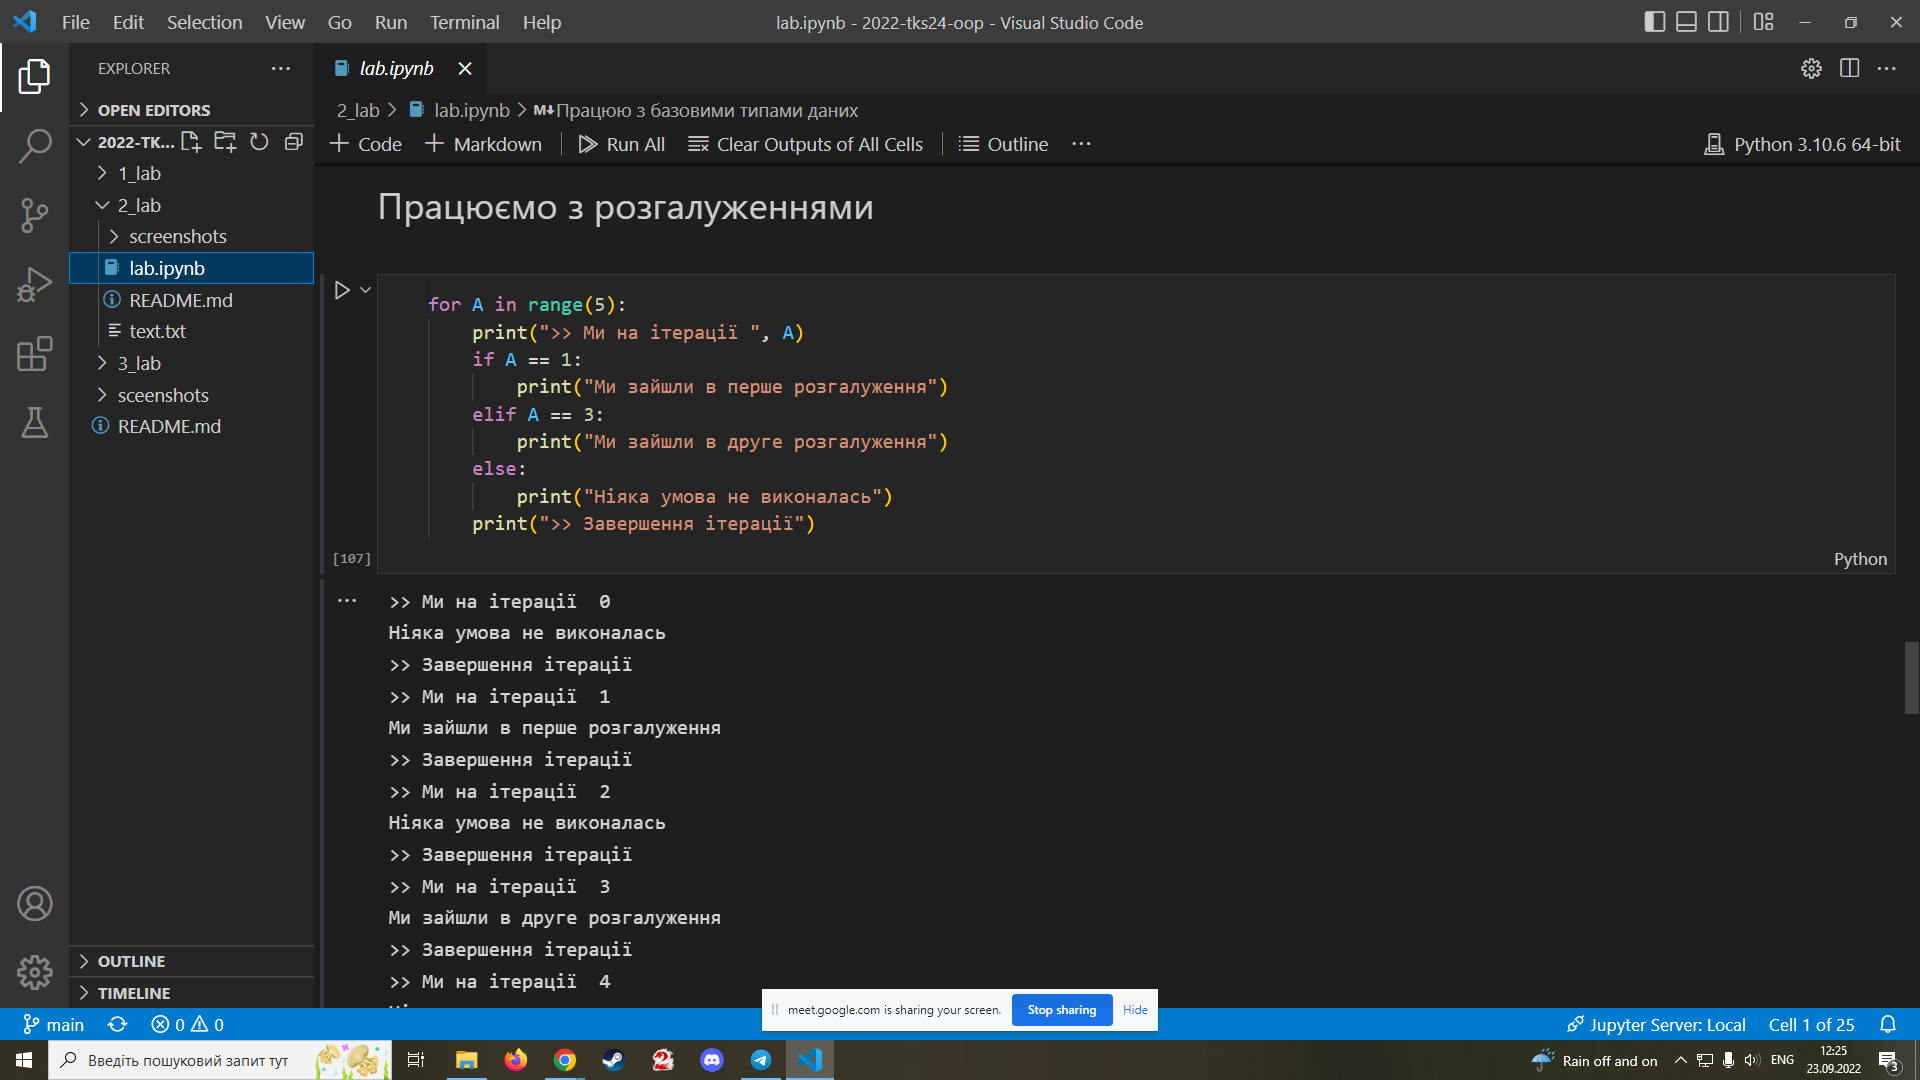 File Edit Selection View Go Run Terminal Help
lab.ipynb - 2022-tks24-oop - Visual Studio Code
EXPLORER
OPEN EDITORS
2022-TK...
1_lab
2_lab
screenshots
lab.ipynb
README.md
text.txt
3_lab
sceenshots
README.md
OUTLINE
TIMELINE
lab.ipynb
2_lab > lab.ipynb > M↓Працюю з базовими типами даних
+ Code + Markdown Run All Clear Outputs of All Cells Outline ...
Python 3.10.6 64-bit
Працюємо з розгалуженнями
for A in range(5):
    print(">> Ми на ітерації ", A)
    if A == 1:
        print("Ми зайшли в перше розгалуження")
    elif A == 3:
        print("Ми зайшли в друге розгалуження")
    else:
        print("Ніяка умова не виконалась")
    print(">> Завершення ітерації")
[107]
Python
>> Ми на ітерації  0
Ніяка умова не виконалась
>> Завершення ітерації
>> Ми на ітерації  1
Ми зайшли в перше розгалуження
>> Завершення ітерації
>> Ми на ітерації  2
Ніяка умова не виконалась
>> Завершення ітерації
>> Ми на ітерації  3
Ми зайшли в друге розгалуження
>> Завершення ітерації
>> Ми на ітерації  4
meet.google.com is sharing your screen. Stop sharing Hide
main 0 0
Jupyter Server: Local Cell 1 of 25
Введіть пошуковий запит тут
Rain off and on ENG
12:25
23.09.2022
3